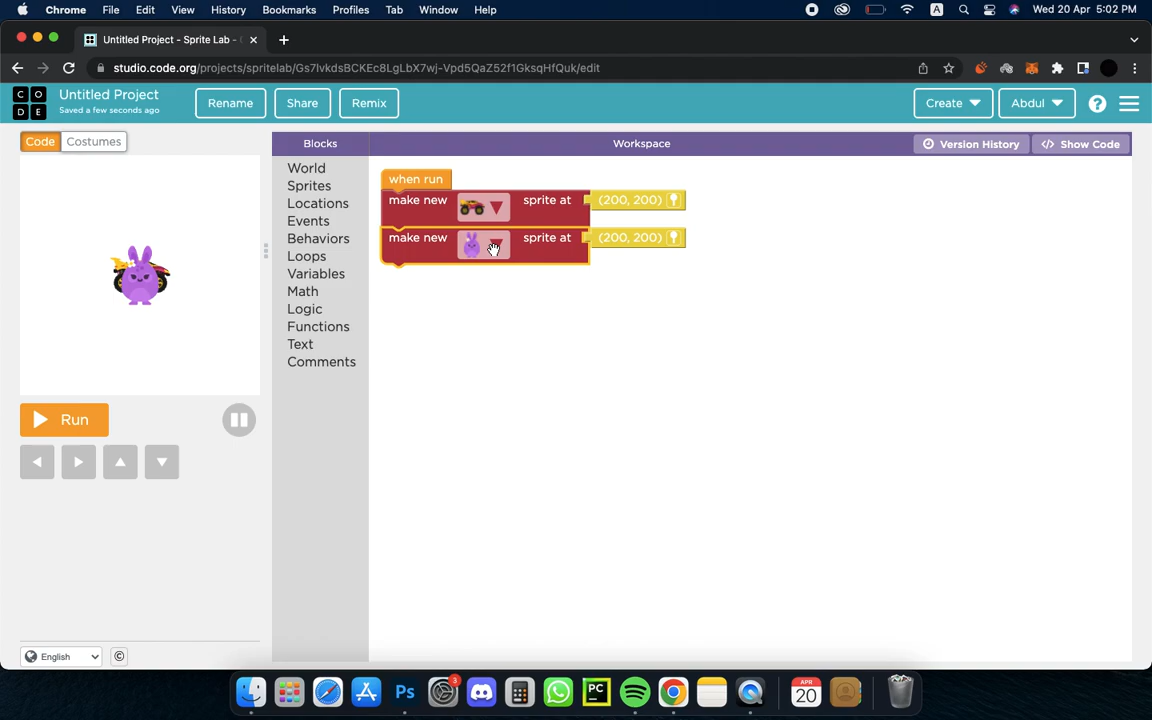 Chrome File Edit View History Bookmarks Profiles Tab Window Help A Wed 20 Apr 5:02 PM
Untitled Project - Sprite Lab -
studio.code.org/projects/spritelab/Gs7IvkdsBCKEc8LgLbX7wj-Vpd5QaZ52f1GksqHfQuk/edit
C O D E
Untitled Project
Saved a few seconds ago
Rename Share Remix Create Abdul ?
Code Costumes
Blocks Workspace Version History </> Show Code
World
Sprites
Locations
Events
Behaviors
Loops
Variables
Math
Logic
Functions
Text
Comments
when run
make new sprite at (200, 200)
make new sprite at (200, 200)
Run
English ©
Ps 3 PC APR 20